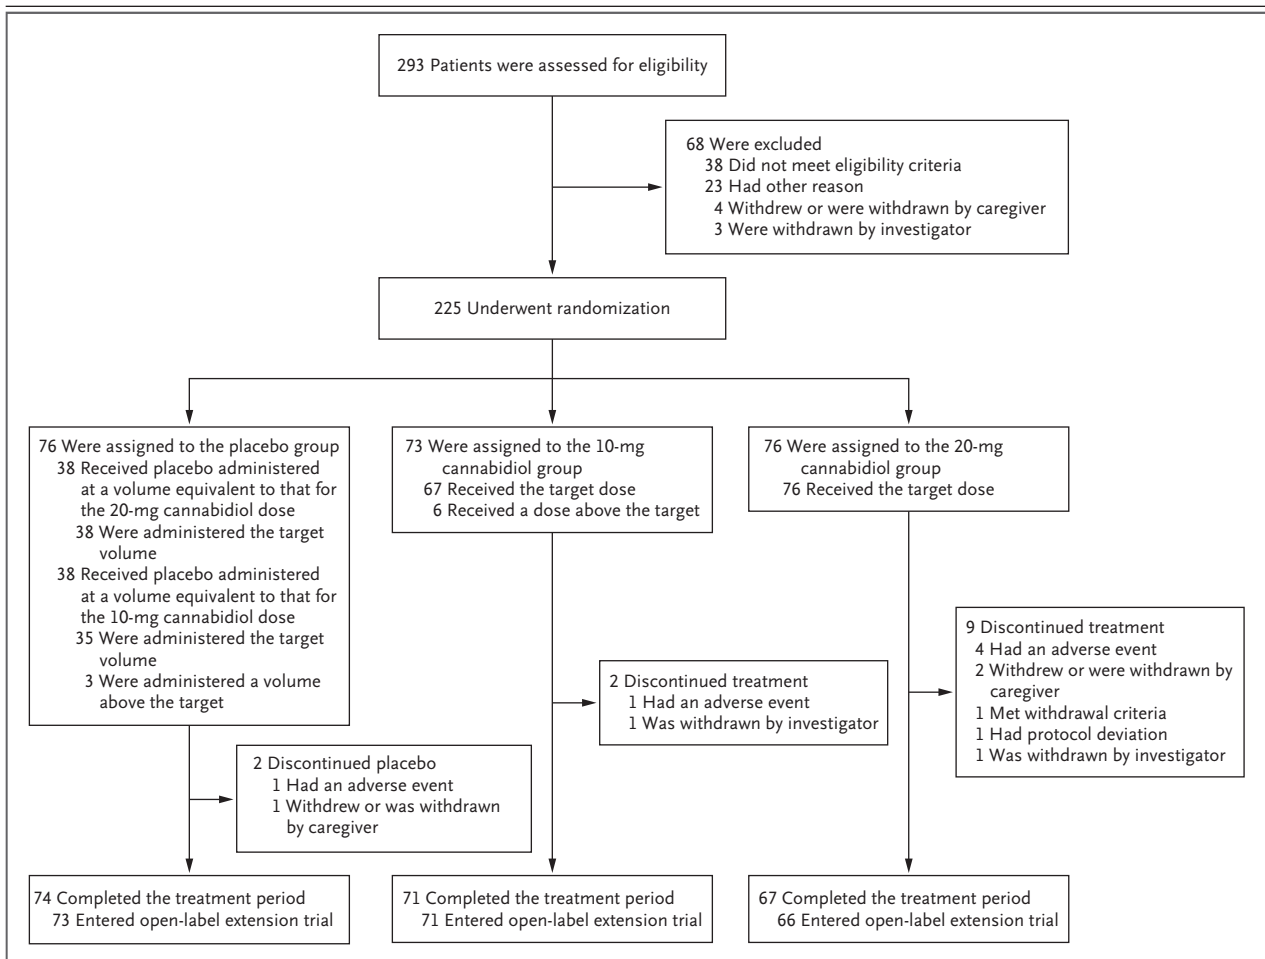 293 Patients were assessed for eligibility
68 Were excluded
38 Did not meet eligibility criteria
23 Had other reason
4 Withdrew or were withdrawn by caregiver
3 Were withdrawn by investigator
225 Underwent randomization
76 Were assigned to the placebo group
38 Received placebo administered
at a volume equivalent to that for
the 20-mg cannabidiol dose
38 Were administered the target
volume
38 Received placebo administered
at a volume equivalent to that for
the 10-mg cannabidiol dose
35 Were administered the target
volume
3 Were administered a volume
above the target
73 Were assigned to the 10-mg
cannabidiol group
67 Received the target dose
6 Received a dose above the target
76 Were assigned to the 20-mg
cannabidiol group
76 Received the target dose
2 Discontinued placebo
1 Had an adverse event
1 Withdrew or was withdrawn
by caregiver
2 Discontinued treatment
1 Had an adverse event
1 Was withdrawn by investigator
9 Discontinued treatment
4 Had an adverse event
2 Withdrew or were withdrawn by
caregiver
1 Met withdrawal criteria
1 Had protocol deviation
1 Was withdrawn by investigator
74 Completed the treatment period
73 Entered open-label extension trial
71 Completed the treatment period
71 Entered open-label extension trial
67 Completed the treatment period
66 Entered open-label extension trial